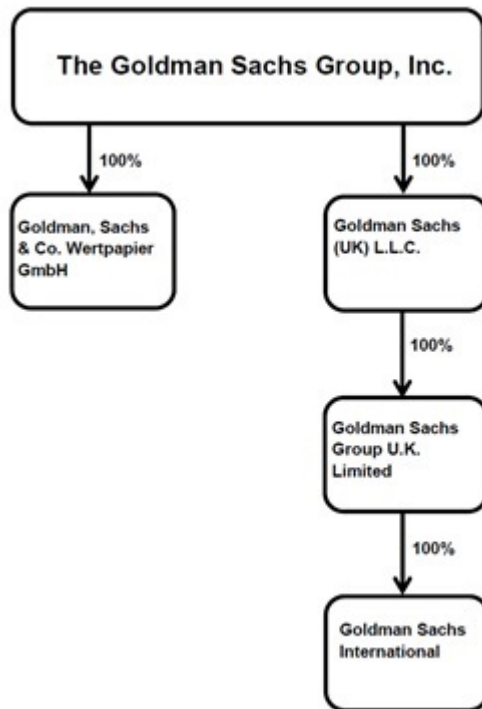 The Goldman Sachs Group, Inc.
100%
100%
Goldman, Sachs
& Co. Wertpapier
GmbH
Goldman Sachs
(UK) L.L.C.
100%
Goldman Sachs
Group U.K.
Limited
100%
Goldman Sachs
International